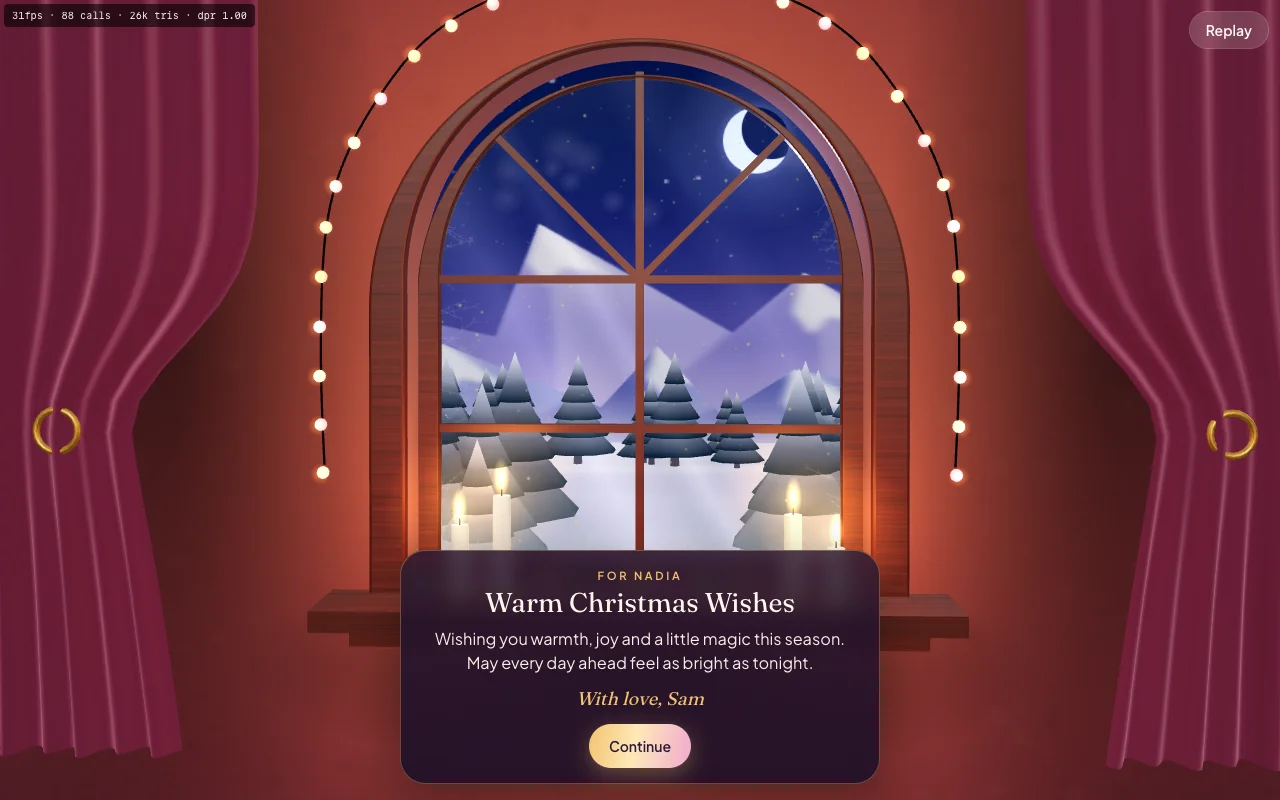 31fps · 88 calls · 26k tris · dpr 1.00
Replay
FOR NADIA
Warm Christmas Wishes
Wishing you warmth, joy and a little magic this season.
May every day ahead feel as bright as tonight.
With love, Sam
Continue